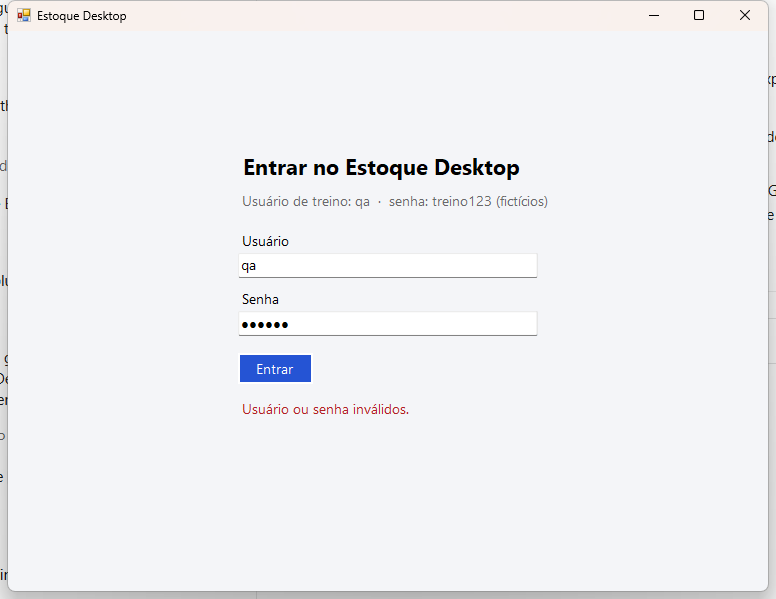 Estoque Desktop
Entrar no Estoque Desktop
Usuário de treino: qa · senha: treino123 (fictícios)
Usuário
qa
Senha
••••••
Entrar
Usuário ou senha inválidos.